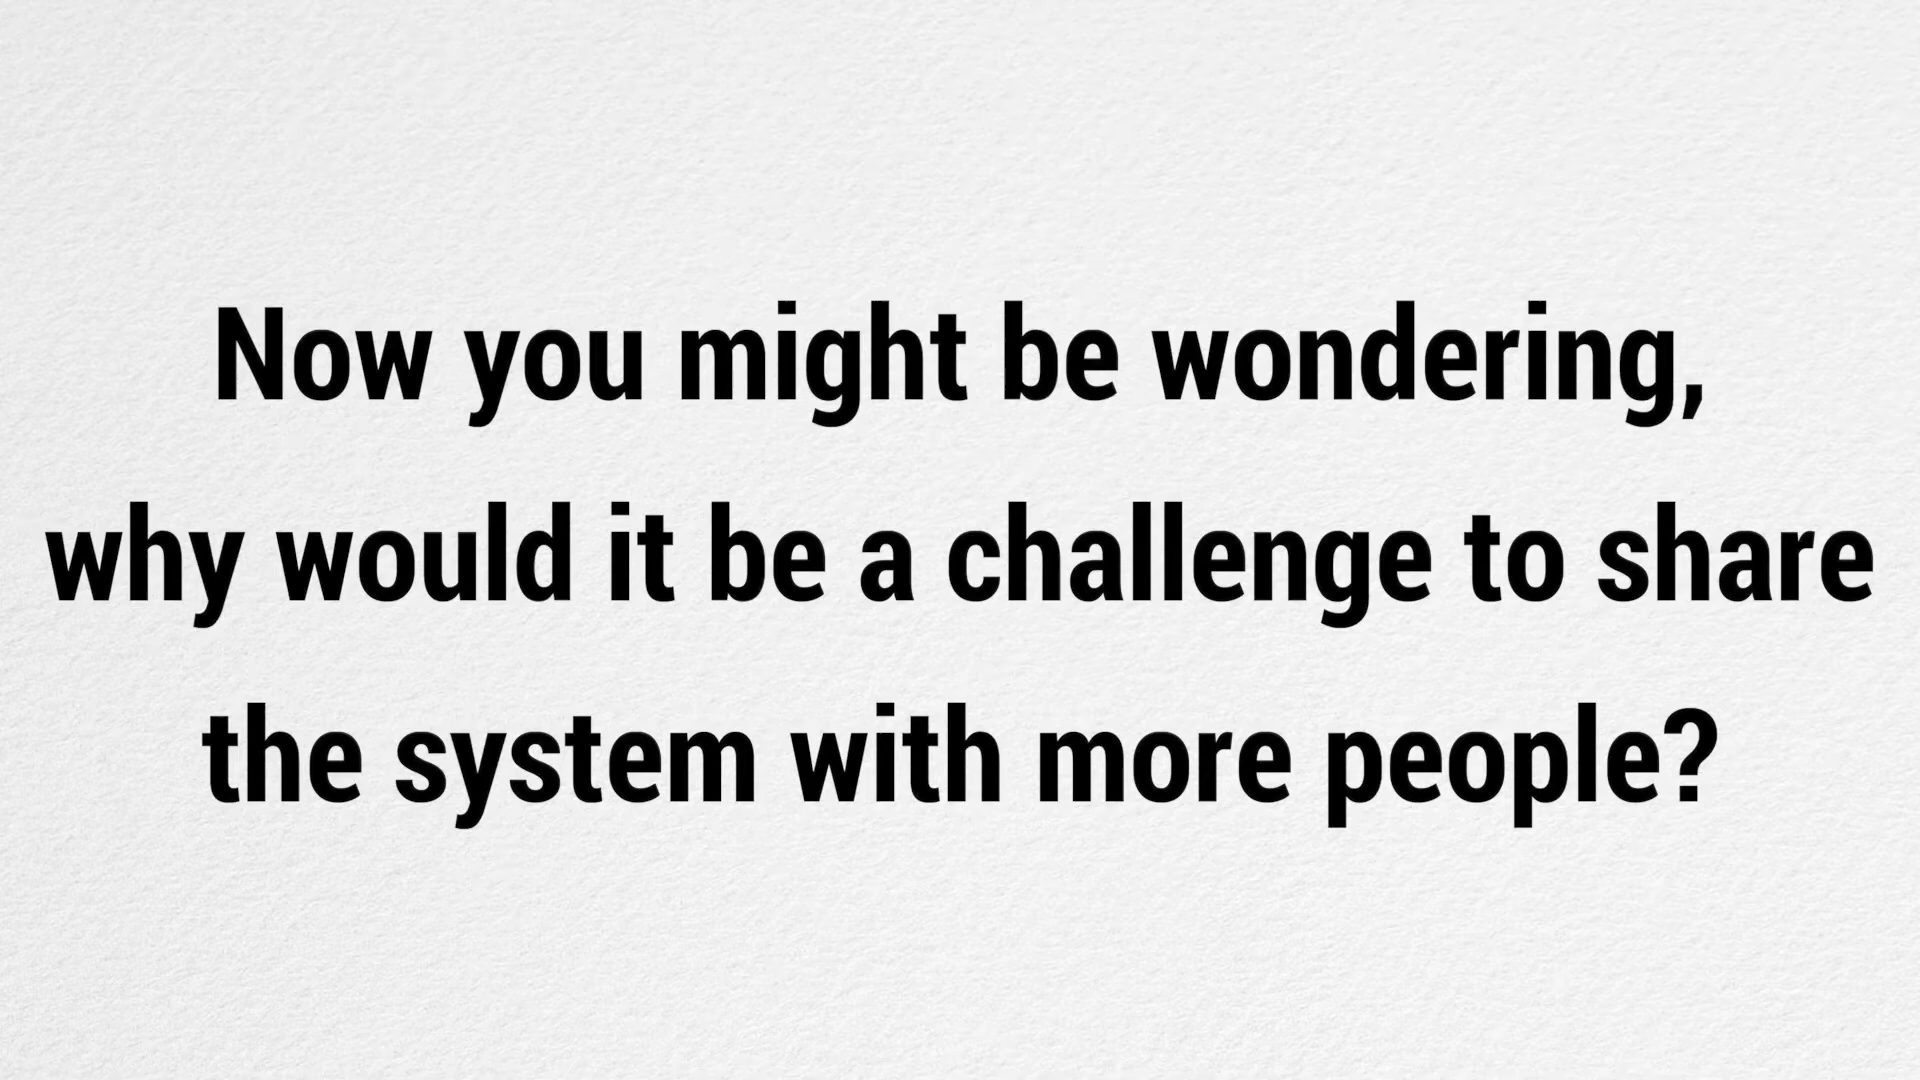 Now you might be wondering,
why would it be a challenge to share
the system with more people?